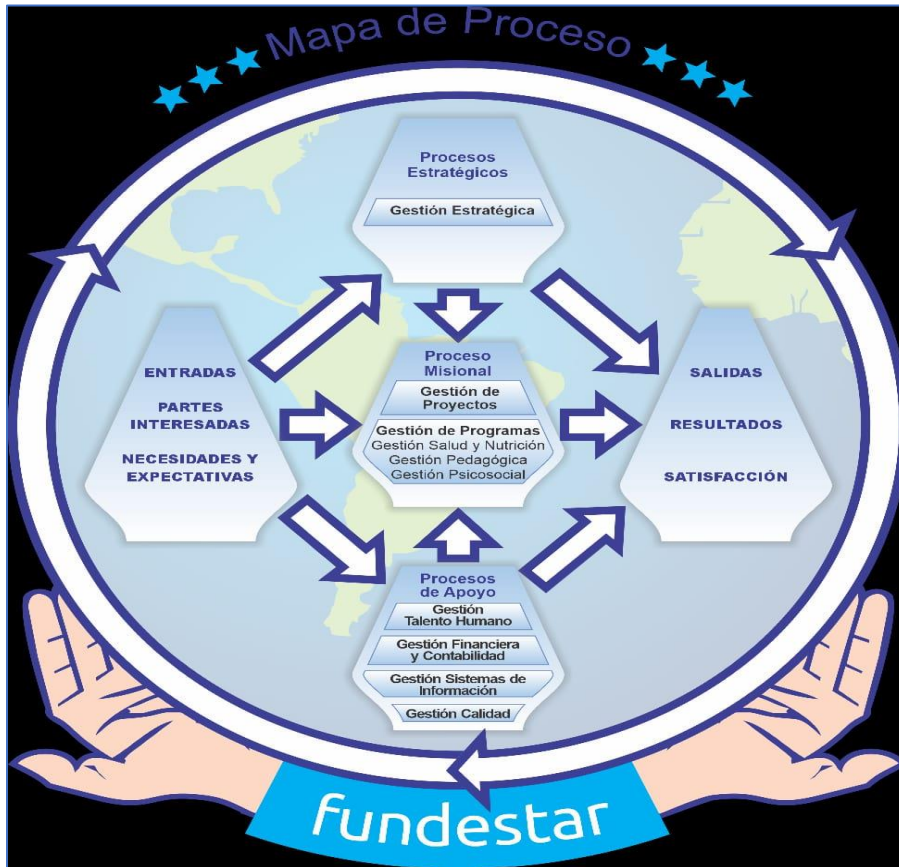 Mapa de Proceso
Procesos
Estratégicos
Gestión Estratégica
ENTRADAS
PARTES
INTERESADAS
NECESIDADES Y
EXPECTATIVAS
Proceso
Misional
Gestión de
Proyectos
Gestión de Programas
Gestión Salud y Nutrición
Gestión Pedagógica
Gestión Psicosocial
SALIDAS
RESULTADOS
SATISFACCIÓN
Procesos
de Apoyo
Gestión
Talento Humano
Gestión Financiera
y Contabilidad
Gestión Sistemas de
Información
Gestión Calidad
fundestar